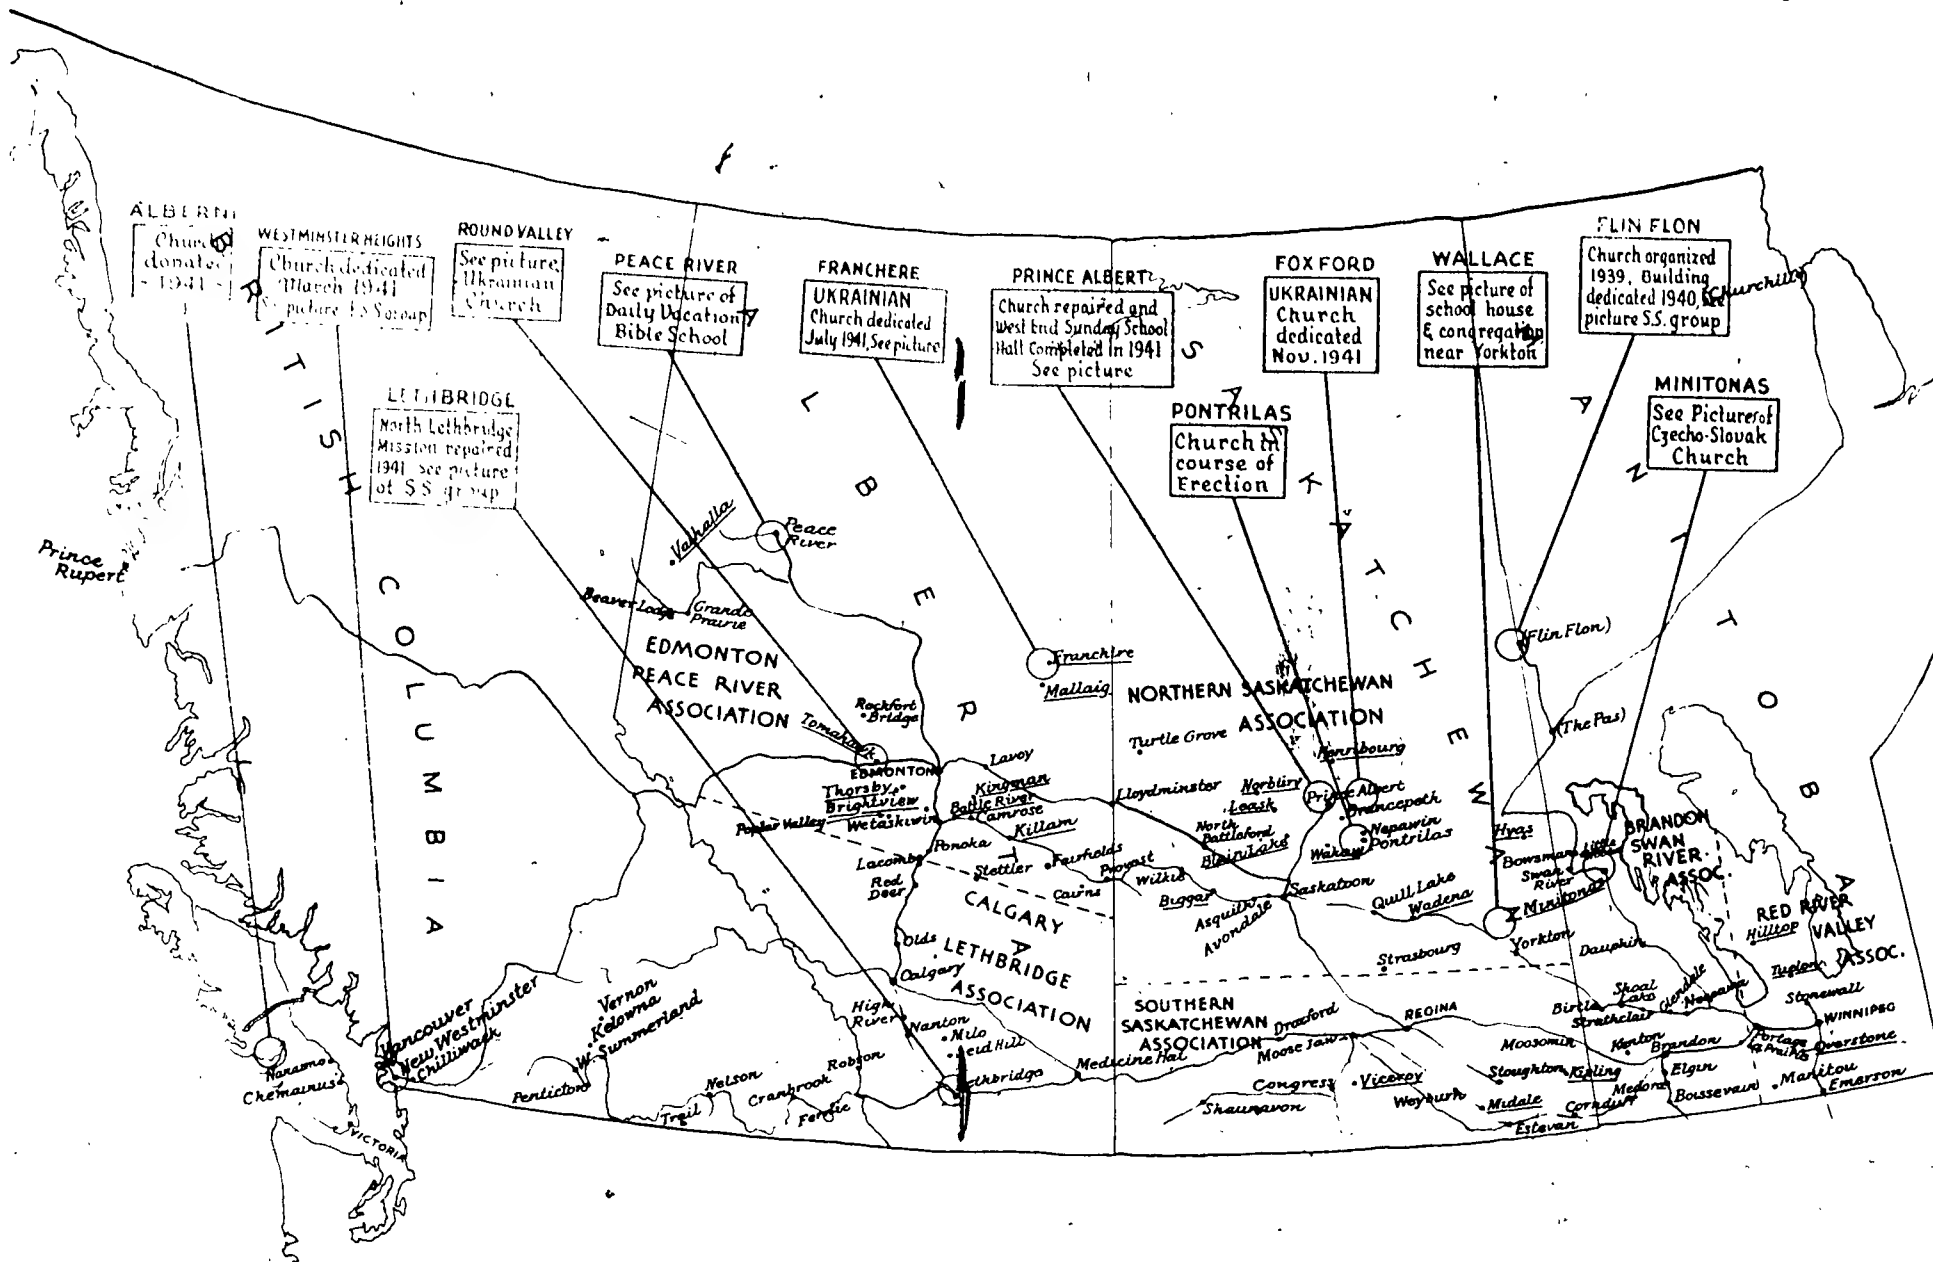 ALBERNI
Church
donated
- 1941 -
WESTMINSTER HEIGHTS
Church dedicated
March 1941
picture S.S. group
ROUND VALLEY
See picture,
Ukrainian
Church
PEACE RIVER
See picture of
Daily Vacation
Bible School
FRANCHERE
UKRAINIAN
Church dedicated
July 1941, See picture
PRINCE ALBERT
Church repaired and
West End Sunday School
Hall Completed in 1941
See picture
FOXFORD
UKRAINIAN
Church
dedicated
Nov. 1941
WALLACE
See picture of
school house
& congregation
near Yorkton
FLIN FLON
Church organized
1939, Building
dedicated 1940, See
picture S.S. group
LETHBRIDGE
North Lethbridge
Mission repaired
1941 see picture
of S.S. group
PONTRILAS
Church in
course of
Erection
MINITONAS
See Pictures of
Czecho-Slovak
Church
BRITISH COLUMBIA
ALBERTA
SASKATCHEWAN
MANITOBA
Churchill
Prince
Rupert
Valhalla
Peace
River
Beaver Lodge
Grande
Prairie
EDMONTON
PEACE RIVER
ASSOCIATION
Franchire
Mallaig
NORTHERN SASKATCHEWAN
ASSOCIATION
(Flin Flon)
(The Pas)
Rockfort
Bridge
Tomahawk
EDMONTON
Lavoy
Turtle Grove
Henribourg
Thorsby
Brightview
Kingman
Battle River
Camrose
Poplar Valley
Wetaskiwin
Killam
Lloydminster
Norbury
Leask
Prince Albert
Brancepeth
North
Battleford
Nepawin
Pontrilas
Wakaw
Blaine Lake
Ponoka
Lacombe
Red
Deer
Stettler
Fairholds
Provost
Cairns
Wilkie
Biggar
Saskatoon
Asquith
Avondale
Quill Lake
Wadena
Hyas
Bowsman
Swan
River
Minitonas
BRANDON
SWAN
RIVER
ASSOC.
CALGARY
LETHBRIDGE
ASSOCIATION
Olds
Calgary
Strasbourg
Yorkton
Dauphin
RED RIVER
VALLEY
ASSOC.
Hilltop
Teulon
Stonewall
WINNIPEG
Shoal
Lake
Birtle
Strathclair
Glendale
Neepawa
SOUTHERN
SASKATCHEWAN
ASSOCIATION
Draxford
Moose Jaw
REGINA
Moosomin
Kenton
Brandon
Portage
la Prairie
Overstone
High
River
Nanton
Milo
Reid Hill
Medicine Hat
Lethbridge
Vancouver
New Westminster
Chilliwack
Vernon
Kelowna
W. Summerland
Penticton
Nanaimo
Chemainus
VICTORIA
Trail
Nelson
Cranbrook
Robson
Fernie
Congress
Shaunavon
Viceroy
Weyburn
Stoughton
Kipling
Midale
Estevan
Medora
Elgin
Boissevain
Manitou
Emerson